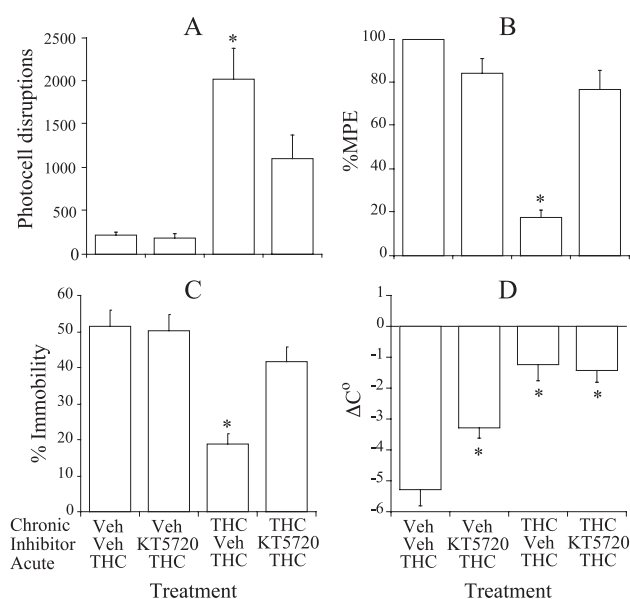 A
Photocell disruptions
2500
2000
1500
1000
500
0
*
B
%MPE
100
80
60
40
20
0
*
C
% Immobility
60
50
40
30
20
10
0
*
D
ΔC°
1
0
-1
-2
-3
-4
-5
-6
*
*
*
Chronic Veh Veh THC THC
Inhibitor Veh KT5720 Veh KT5720
Acute THC THC THC THC
Treatment
Veh Veh THC THC
Veh KT5720 Veh KT5720
THC THC THC THC
Treatment